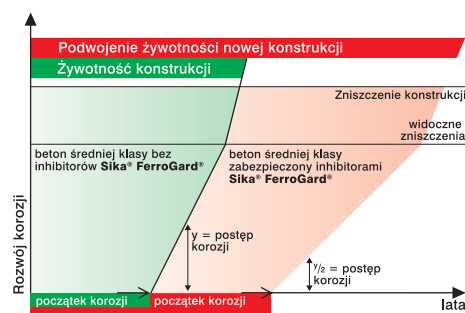 Podwojenie żywotności nowej konstrukcji
Żywotność konstrukcji
Zniszczenie konstrukcji
widoczne
zniszczenia
beton średniej klasy bez
inhibitorów Sika® FerroGard®
beton średniej klasy
zabezpieczony inhibitorami
Sika® FerroGard®
Rozwój korozji
y = postęp
korozji
y/2 = postęp
korozji
początek korozji
początek korozji
lata